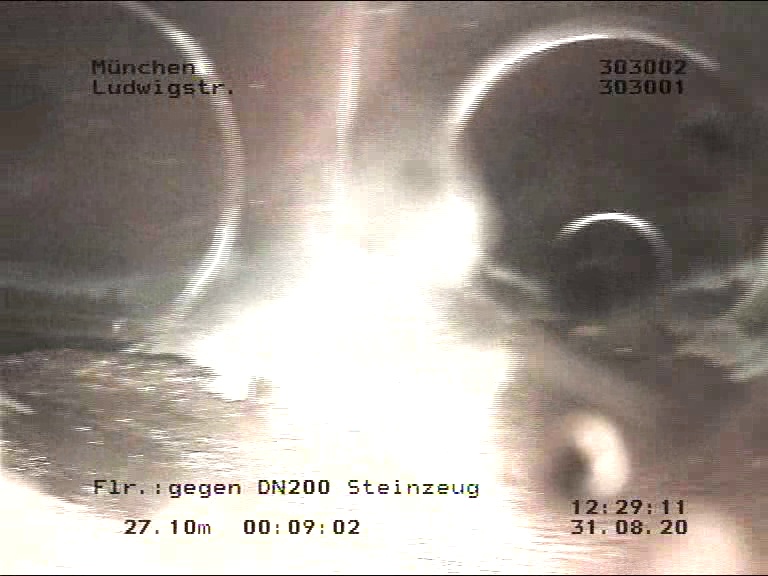 München 303002
Ludwigstr. 303001
Flr.:gegen DN200 Steinzeug
12:29:11
27.10m 00:09:02 31.08.20